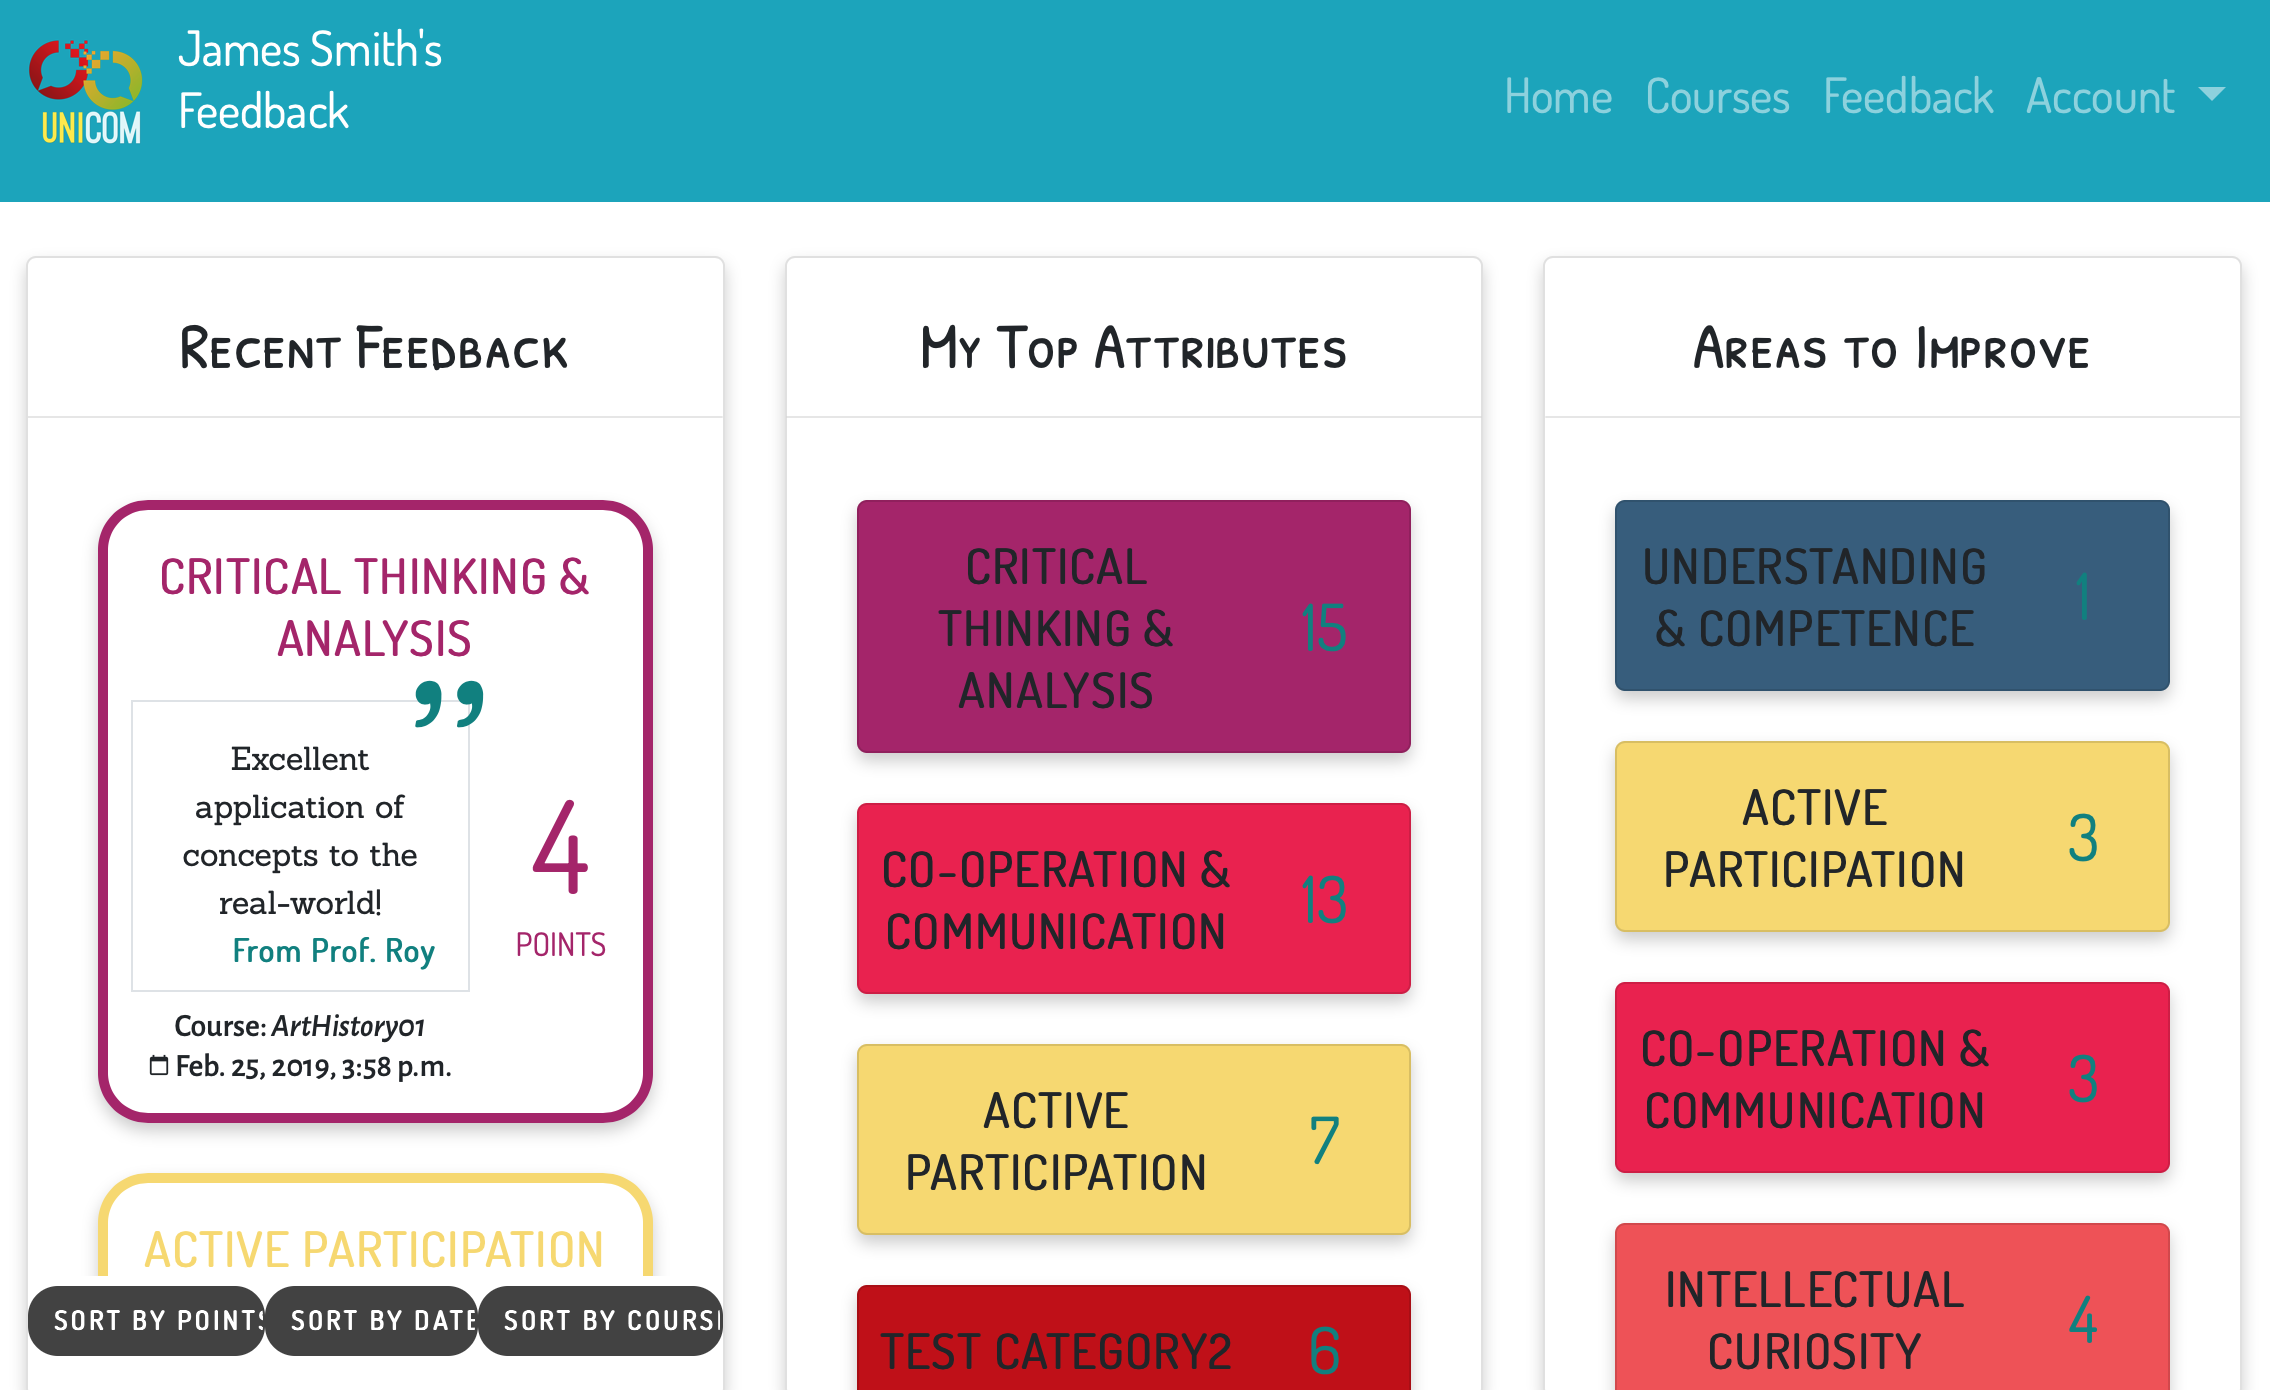 James Smith's
Feedback
UNICOM
Home Courses Feedback Account
Recent Feedback
CRITICAL THINKING &
ANALYSIS
”
Excellent
application of
concepts to the
real-world!
From Prof. Roy
4
POINTS
Course: ArtHistory01
Feb. 25, 2019, 3:58 p.m.
ACTIVE PARTICIPATION
SORT BY POINTS
SORT BY DATE
SORT BY COURSE
My Top Attributes
CRITICAL
THINKING &
ANALYSIS
15
CO-OPERATION &
COMMUNICATION
13
ACTIVE
PARTICIPATION
7
TEST CATEGORY2
6
Areas to Improve
UNDERSTANDING
& COMPETENCE
1
ACTIVE
PARTICIPATION
3
CO-OPERATION &
COMMUNICATION
3
INTELLECTUAL
CURIOSITY
4